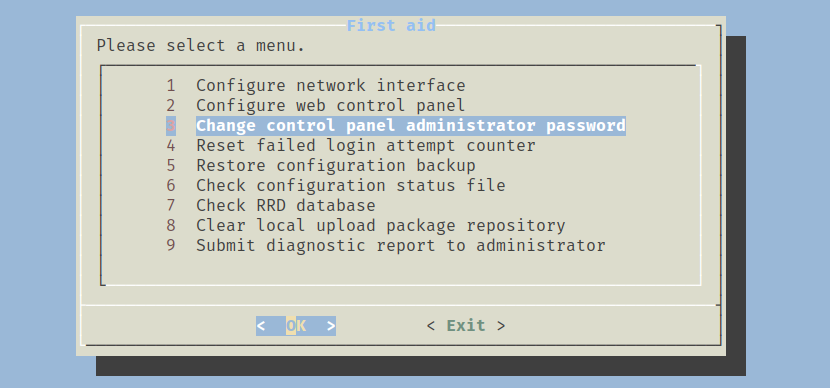 First aid
Please select a menu.
1 Configure network interface
2 Configure web control panel
3 Change control panel administrator password
4 Reset failed login attempt counter
5 Restore configuration backup
6 Check configuration status file
7 Check RRD database
8 Clear local upload package repository
9 Submit diagnostic report to administrator
< OK > < Exit >